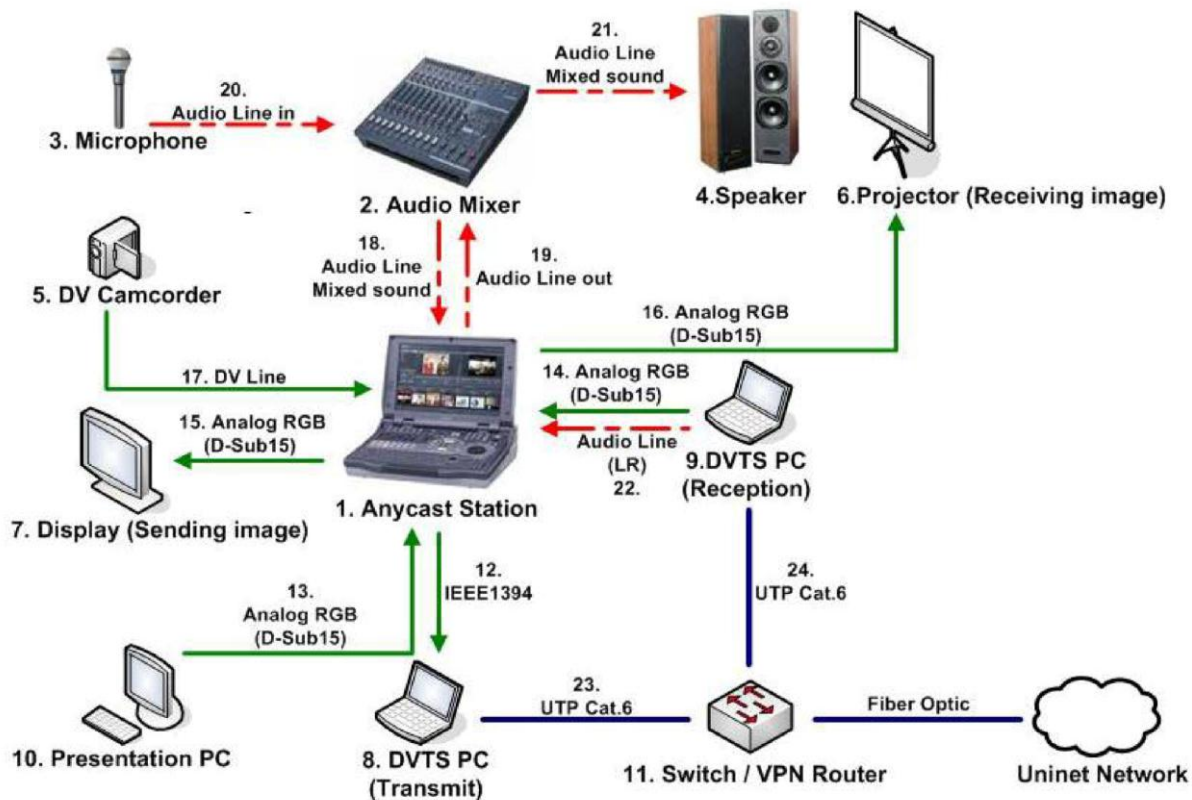 21.
Audio Line
Mixed sound
20.
Audio Line in
3. Microphone
2. Audio Mixer
4.Speaker
6.Projector (Receiving image)
18.
Audio Line
Mixed sound
19.
Audio Line out
5. DV Camcorder
16. Analog RGB
(D-Sub15)
17. DV Line
14. Analog RGB
(D-Sub15)
15. Analog RGB
(D-Sub15)
Audio Line
(LR)
22.
9.DVTS PC
(Reception)
7. Display (Sending image)
1. Anycast Station
12.
IEEE1394
13.
Analog RGB
(D-Sub15)
24.
UTP Cat.6
23.
UTP Cat.6
Fiber Optic
10. Presentation PC
8. DVTS PC
(Transmit)
11. Switch / VPN Router
Uninet Network